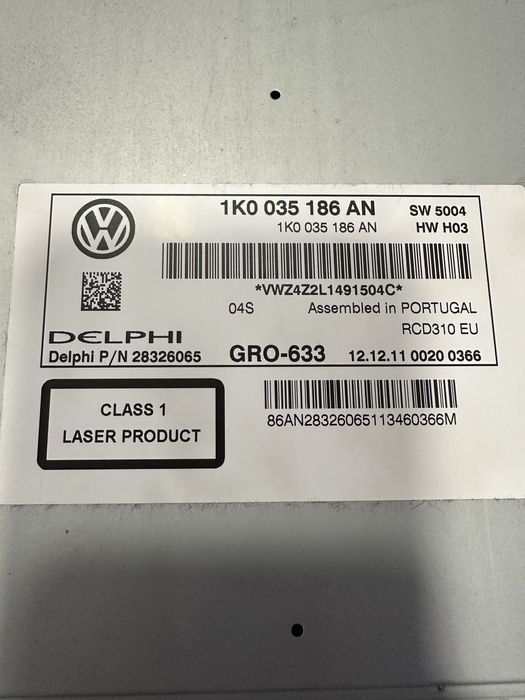 1K0 035 186 AN SW 5004
1K0 035 186 AN HW H03
*VWZ4Z2L1491504C*
04S Assembled in PORTUGAL
RCD310 EU
DELPHI
Delphi P/N 28326065 GRO-633 12.12.11 0020 0366
CLASS 1
LASER PRODUCT
86AN28326065113460366M